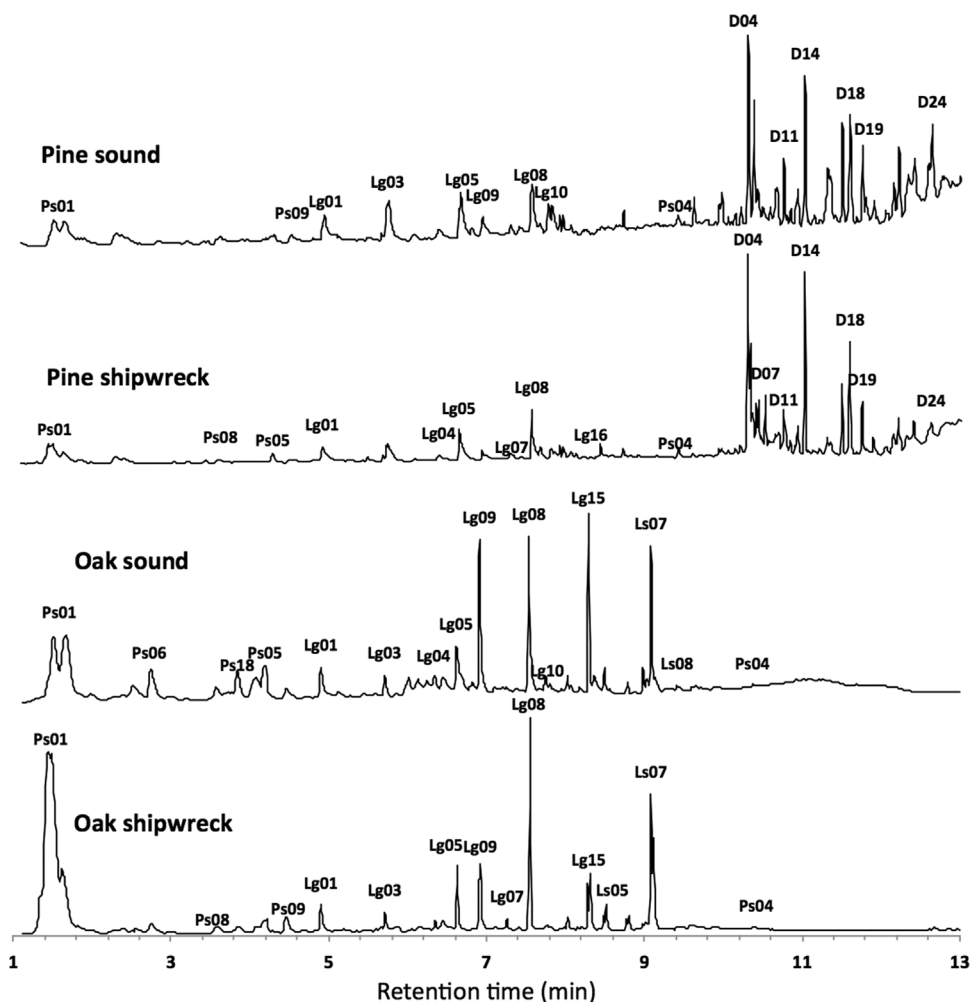 D04
D14
D18
D24
D11
D19
Pine sound
Ps01
Ps09
Lg01
Lg03
Lg05
Lg09
Lg08
Lg10
Ps04
D04
D14
D18
D07
D11
D19
D24
Pine shipwreck
Ps01
Ps08
Ps05
Lg01
Lg04
Lg05
Lg07
Lg08
Lg16
Ps04
Oak sound
Ps01
Ps06
Ps18
Ps05
Lg01
Lg03
Lg04
Lg05
Lg09
Lg08
Lg10
Lg15
Ls07
Ls08
Ps04
Oak shipwreck
Ps01
Ps08
Ps09
Lg01
Lg03
Lg05
Lg09
Lg07
Lg08
Lg15
Ls05
Ls07
Ps04
1 3 5 7 9 11 13
Retention time (min)